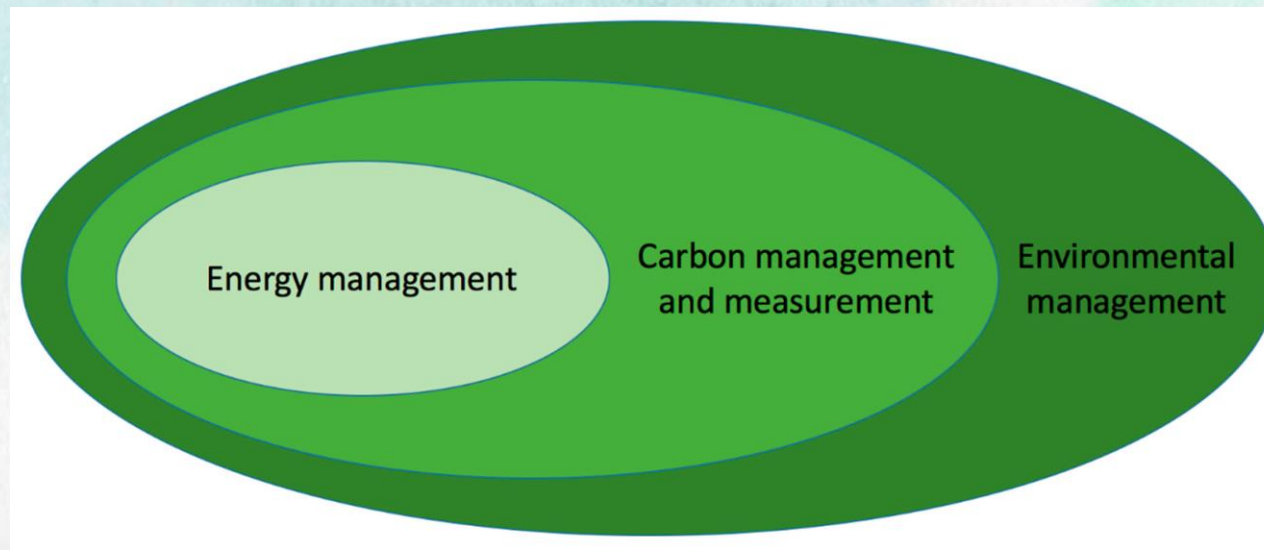 Energy management
Carbon management
and measurement
Environmental
management